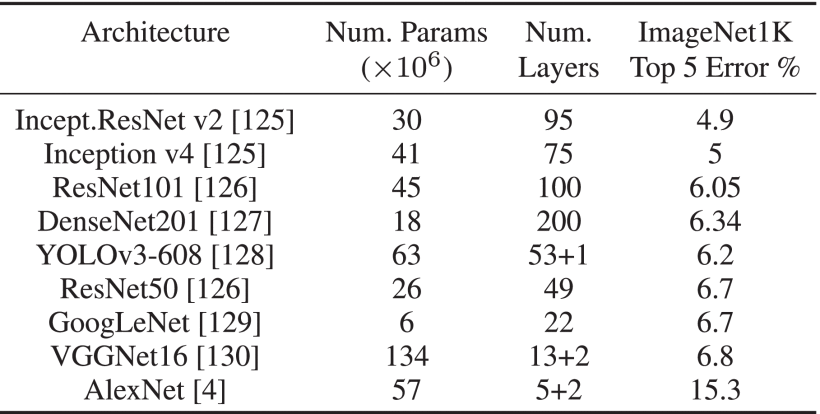 Architecture Num. Params Num. ImageNet1K
(×10⁶) Layers Top 5 Error %
Incept.ResNet v2 [125] 30 95 4.9
Inception v4 [125] 41 75 5
ResNet101 [126] 45 100 6.05
DenseNet201 [127] 18 200 6.34
YOLOv3-608 [128] 63 53+1 6.2
ResNet50 [126] 26 49 6.7
GoogLeNet [129] 6 22 6.7
VGGNet16 [130] 134 13+2 6.8
AlexNet [4] 57 5+2 15.3